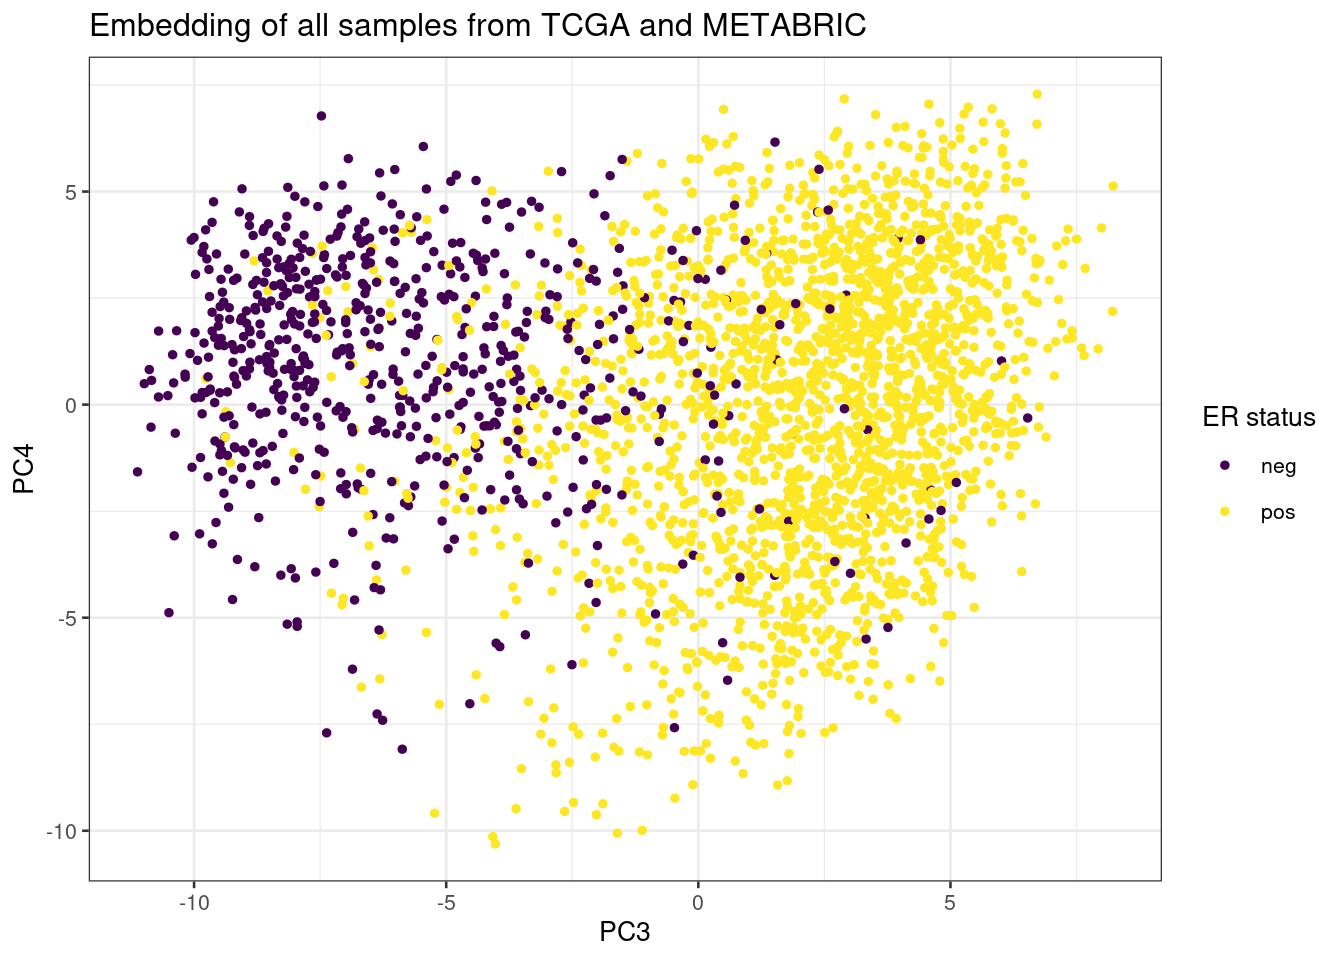 Embedding of all samples from TCGA and METABRIC
5
0
-5
-10
PC4
-10
-5
0
5
PC3
ER status
neg
pos